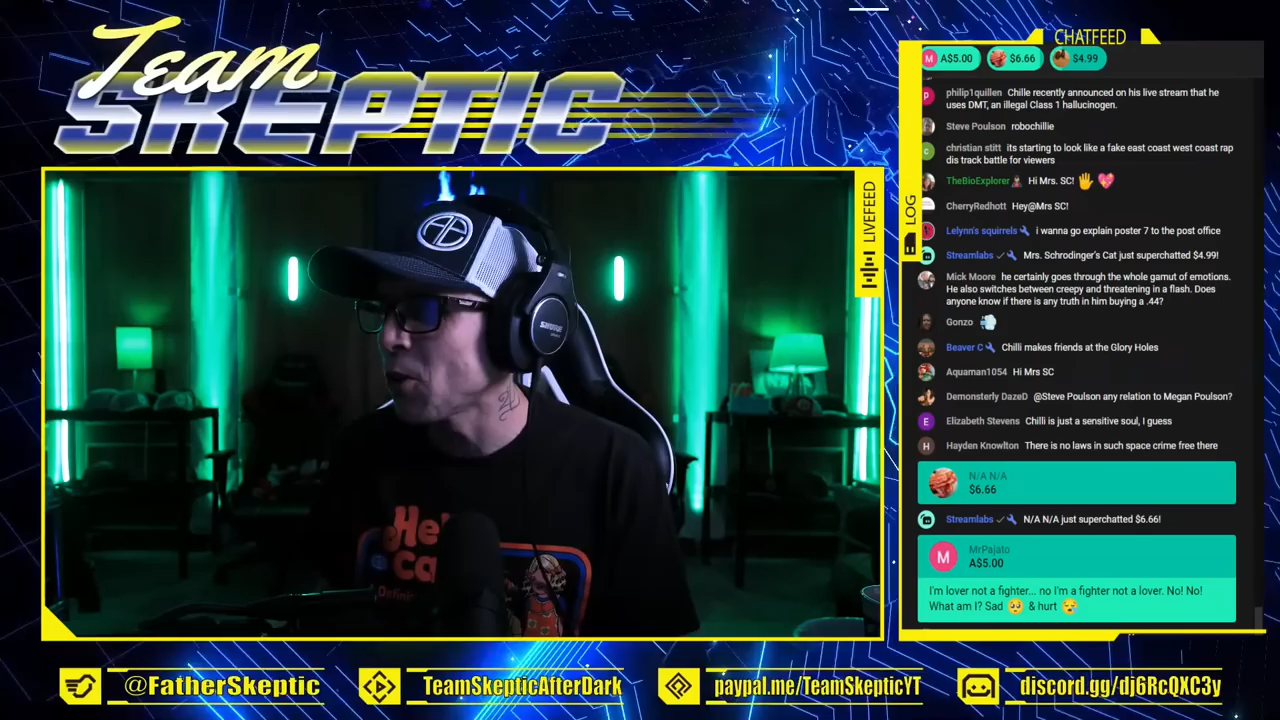 Team
SKEPTIC
LIVEFEED
SHURE
CHATFEED
LOG
M A$5.00 $6.66 $4.99
philip1quillen Chille recently announced on his live stream that he
uses DMT, an illegal Class 1 hallucinogen.
Steve Poulson robochillie
christian stitt its starting to look like a fake east coast west coast rap
dis track battle for viewers
TheBioExplorer Hi Mrs. SC! 🖐 💖
CherryRedhott Hey@Mrs SC!
Lelynn's squirrels i wanna go explain poster 7 to the post office
Streamlabs Mrs. Schrodinger's Cat just superchatted $4.99!
Mick Moore he certainly goes through the whole gamut of emotions.
He also switches between creepy and threatening in a flash. Does
anyone know if there is any truth in him buying a .44?
Gonzo 💨
Beaver C Chilli makes friends at the Glory Holes
Aquaman1054 Hi Mrs SC
Demonsterly DazeD @Steve Poulson any relation to Megan Poulson?
E Elizabeth Stevens Chilli is just a sensitive soul, I guess
H Hayden Knowlton There is no laws in such space crime free there
N/A N/A
$6.66
Streamlabs N/A N/A just superchatted $6.66!
M MrPajato
A$5.00
I'm lover not a fighter... no I'm a fighter not a lover. No! No!
What am I? Sad 🥺 & hurt 😪
@FatherSkeptic
TeamSkepticAfterDark
paypal.me/TeamSkepticYT
discord.gg/dj6RcQXC3v